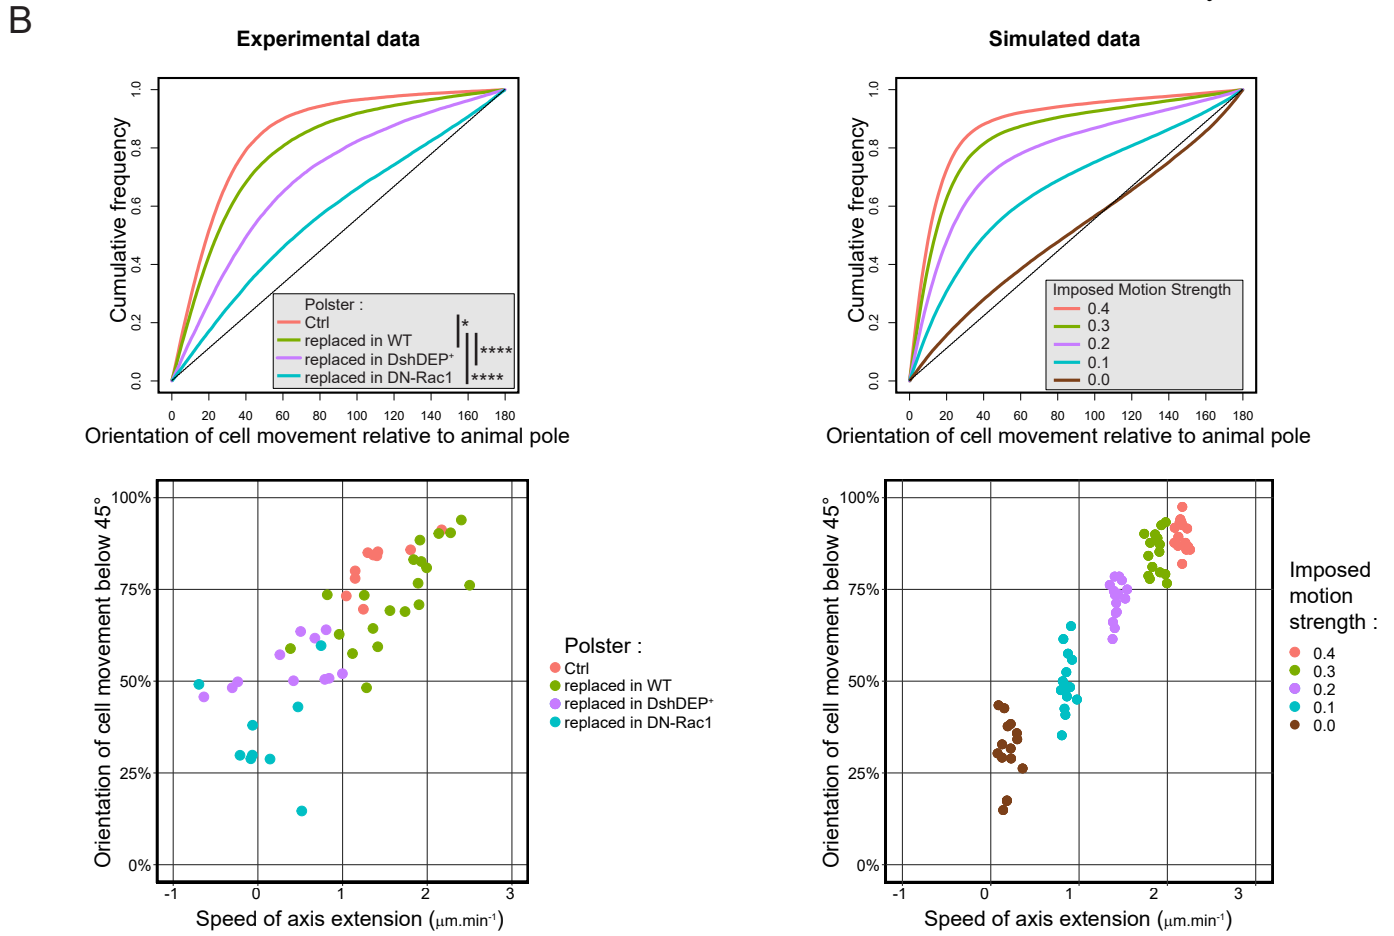 B
Experimental data
Simulated data
Cumulative frequency
1.0
0.8
0.6
0.4
0.2
0.0
Polster :
Ctrl
replaced in WT
replaced in DshDEP⁺
replaced in DN-Rac1
*
****
****
0 20 40 60 80 100 120 140 160 180
Orientation of cell movement relative to animal pole
Cumulative frequency
1.0
0.8
0.6
0.4
0.2
0.0
Imposed Motion Strength
0.4
0.3
0.2
0.1
0.0
0 20 40 60 80 100 120 140 160 180
Orientation of cell movement relative to animal pole
Orientation of cell movement below 45°
100%
75%
50%
25%
0%
-1 0 1 2 3
Speed of axis extension (μm.min⁻¹)
Polster :
Ctrl
replaced in WT
replaced in DshDEP⁺
replaced in DN-Rac1
Orientation of cell movement below 45°
100%
75%
50%
25%
0%
-1 0 1 2 3
Speed of axis extension (μm.min⁻¹)
Imposed
motion
strength :
0.4
0.3
0.2
0.1
0.0